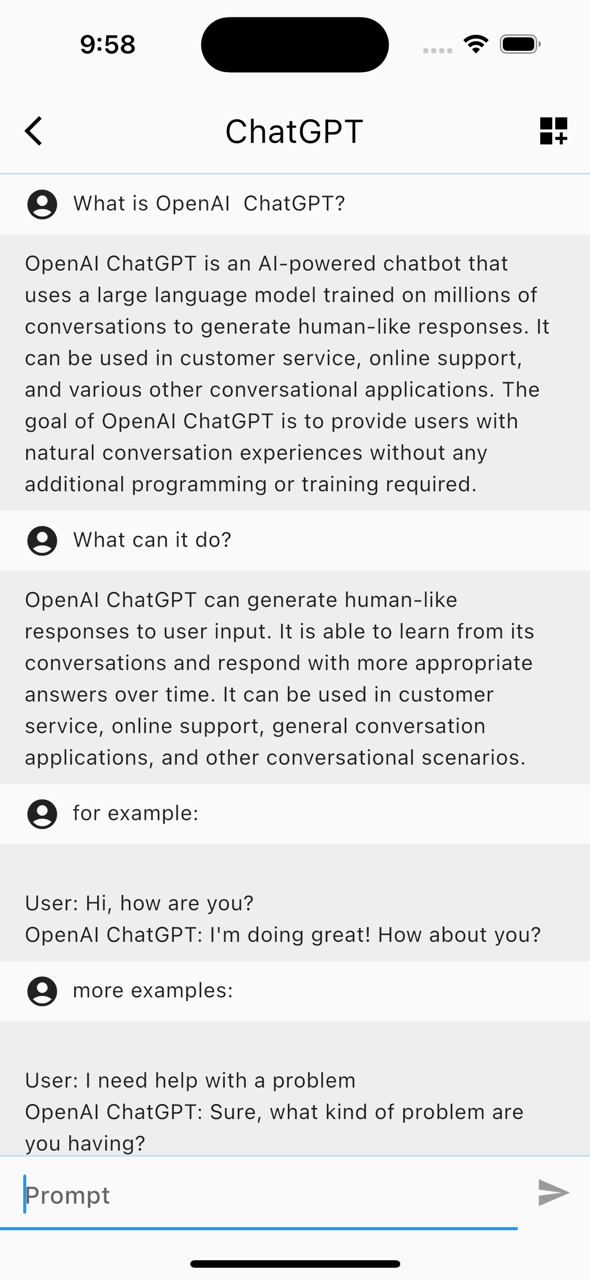 9:58
ChatGPT
What is OpenAI  ChatGPT?
OpenAI ChatGPT is an AI-powered chatbot that
uses a large language model trained on millions of
conversations to generate human-like responses. It
can be used in customer service, online support,
and various other conversational applications. The
goal of OpenAI ChatGPT is to provide users with
natural conversation experiences without any
additional programming or training required.
What can it do?
OpenAI ChatGPT can generate human-like
responses to user input. It is able to learn from its
conversations and respond with more appropriate
answers over time. It can be used in customer
service, online support, general conversation
applications, and other conversational scenarios.
for example:
User: Hi, how are you?
OpenAI ChatGPT: I'm doing great! How about you?
more examples:
User: I need help with a problem
OpenAI ChatGPT: Sure, what kind of problem are
you having?
Prompt